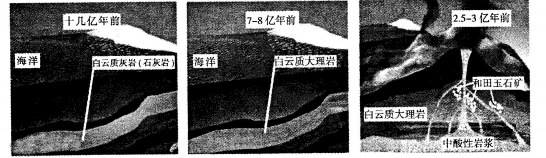 十几亿年前
海洋
白云质灰岩(石灰岩)
7-8 亿年前
海洋
白云质大理岩
2.5-3 亿年前
和田玉石矿
白云质大理岩
中酸性岩浆